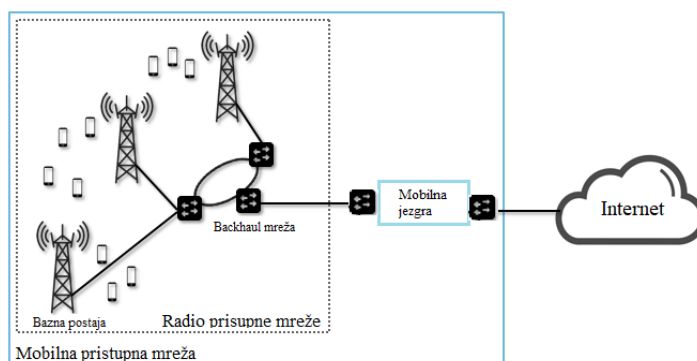 Mobilna
jezgra
Internet
Backhaul mreža
Bazna postaja
Radio prisupne mreže
Mobilna pristupna mreža